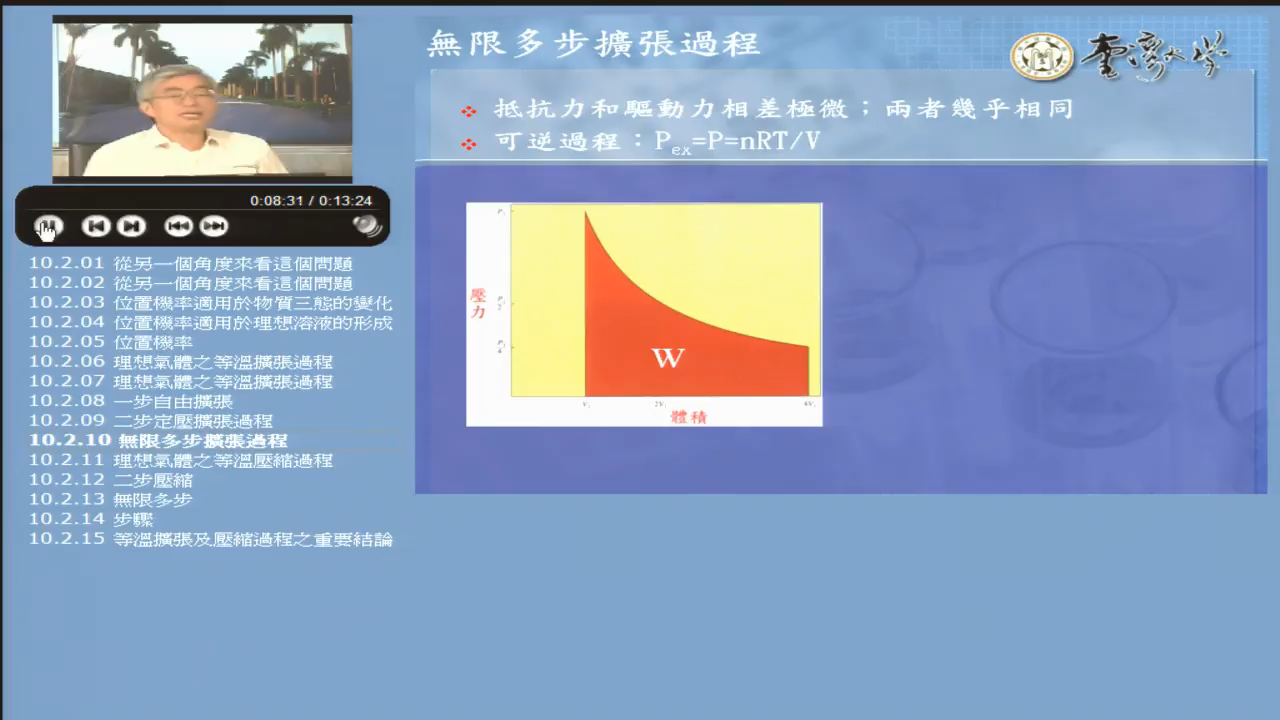 無限多步擴張過程
臺灣大學
抵抗力和驅動力相差極微；兩者幾乎相同
可逆過程：Pex=P=nRT/V
0:08:31 / 0:13:24
10.2.01 從另一個角度來看這個問題
10.2.02 從另一個角度來看這個問題
10.2.03 位置機率適用於物質三態的變化
10.2.04 位置機率適用於理想溶液的形成
10.2.05 位置機率
10.2.06 理想氣體之等溫擴張過程
10.2.07 理想氣體之等溫擴張過程
10.2.08 一步自由擴張
10.2.09 二步定壓擴張過程
10.2.10 無限多步擴張過程
10.2.11 理想氣體之等溫壓縮過程
10.2.12 二步壓縮
10.2.13 無限多步
10.2.14 步驟
10.2.15 等溫擴張及壓縮過程之重要結論
壓力
W
V₁ 2V₁ 4V₁
體積